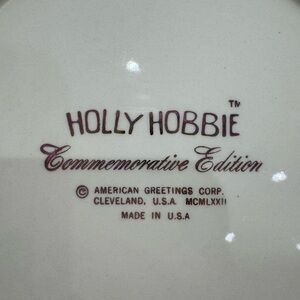 HOLLY HOBBIE™
Commemorative Edition
© AMERICAN GREETINGS CORP.
CLEVELAND, U.S.A. MCMLXXII
MADE IN U.S.A